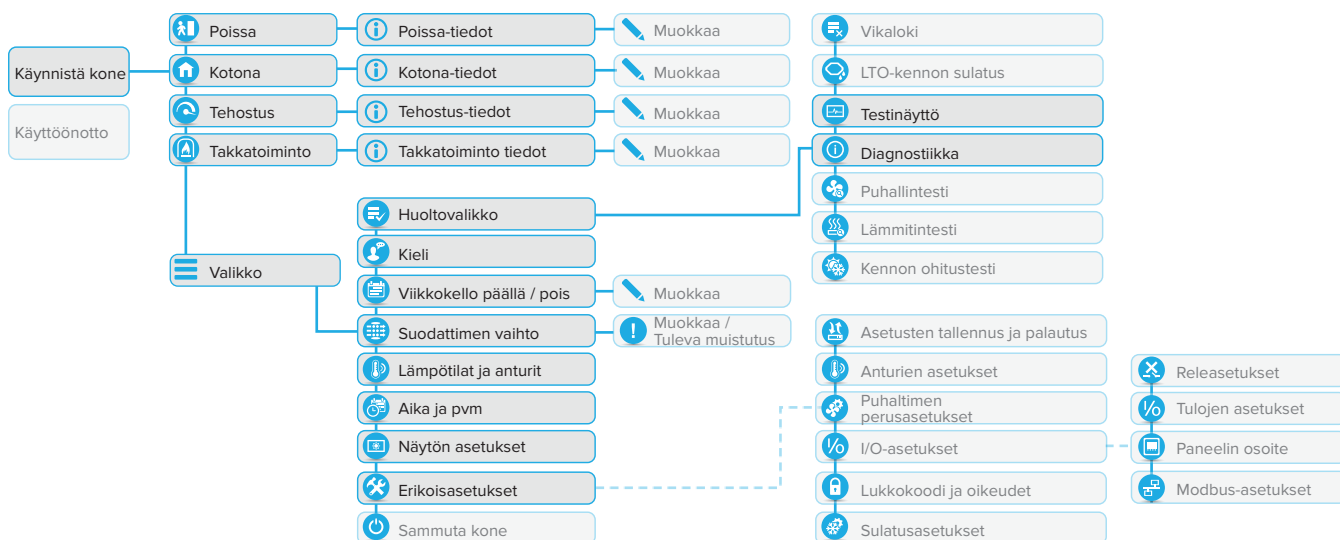 Käynnistä kone
Käyttöönotto
Poissa
Poissa-tiedot
Muokkaa
Kotona
Kotona-tiedot
Muokkaa
Tehostus
Tehostus-tiedot
Muokkaa
Takkatoiminto
Takkatoiminto tiedot
Muokkaa
Valikko
Huoltovalikko
Kieli
Viikkokello päällä / pois
Muokkaa
Suodattimen vaihto
Muokkaa /
Tuleva muistutus
Lämpötilat ja anturit
Aika ja pvm
Näytön asetukset
Erikoisasetukset
Sammuta kone
Vikaloki
LTO-kennon sulatus
Testinäyttö
Diagnostiikka
Puhallintesti
Lämmitintesti
Kennon ohitustesti
Asetusten tallennus ja palautus
Anturien asetukset
Puhaltimen
perusasetukset
I/O-asetukset
Lukkokoodi ja oikeudet
Sulatusasetukset
Releasetukset
Tulojen asetukset
Paneelin osoite
Modbus-asetukset